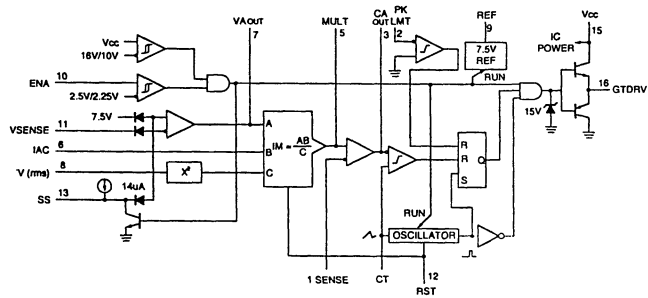 VAOUT
7
MULT
5
CA
OUT
3
PK
LMT
2
REF
9
Vcc
15
Vcc
16V/10V
7.5V
REF
IC
POWER
RUN
ENA
10
2.5V/2.25V
16
GTDRV
15V
7.5V
VSENSE
11
A
IAC
6
B
IM = AB/C
R
R
Q
S
V (rms)
8
X²
C
SS
13
14uA
RUN
OSCILLATOR
1 SENSE
CT
12
RST